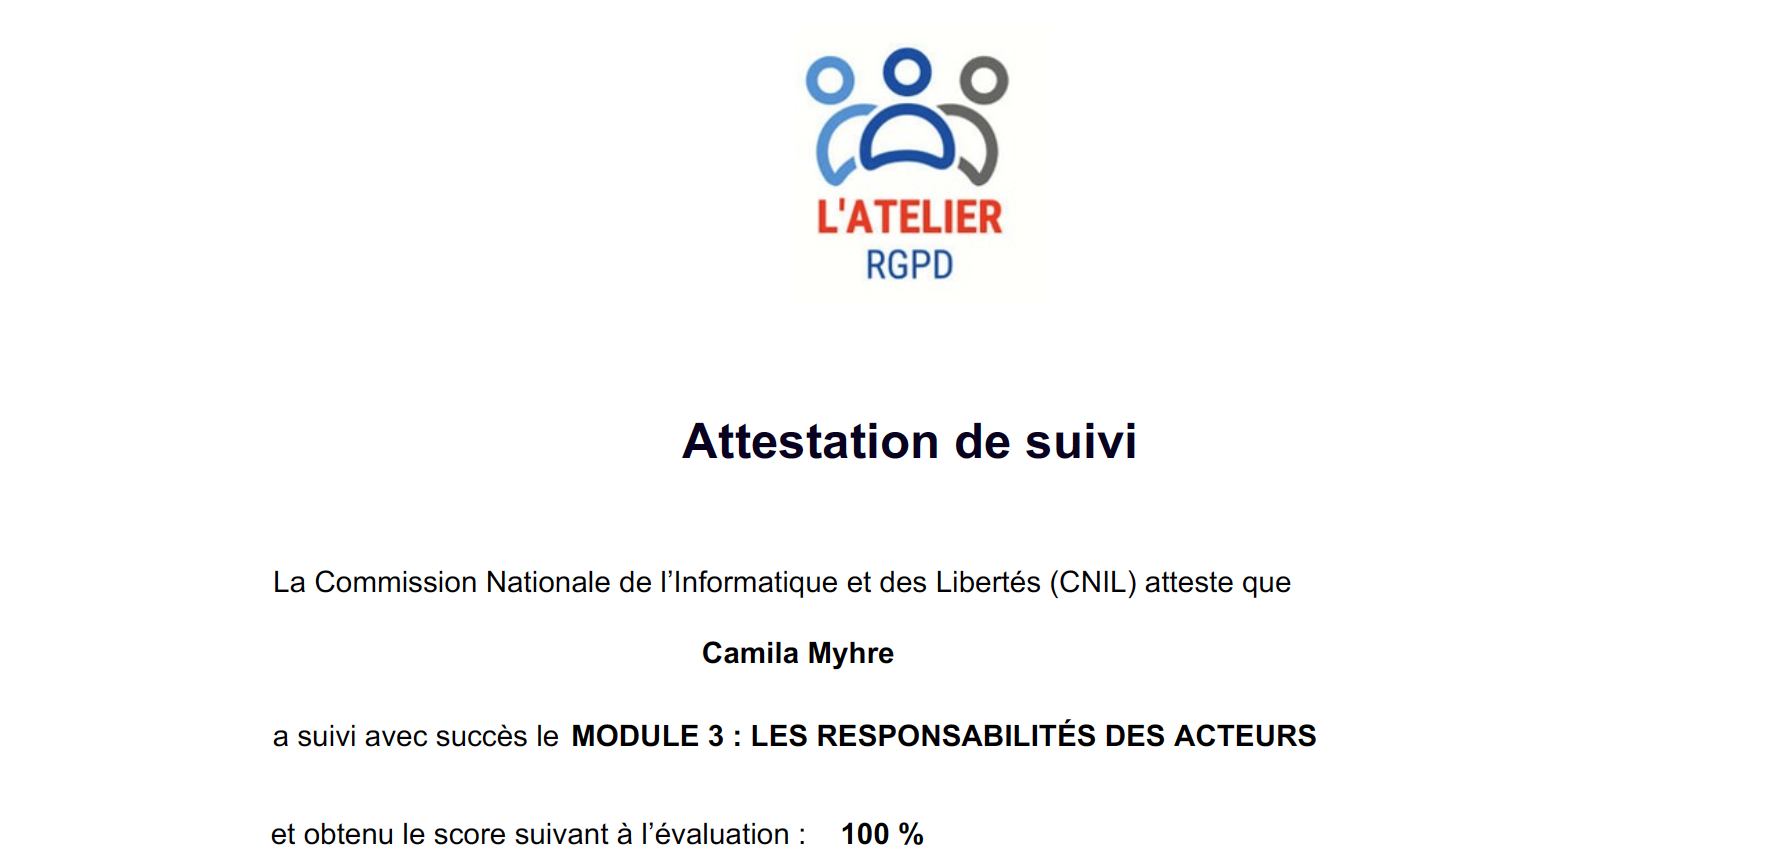 L'ATELIER
RGPD
Attestation de suivi
La Commission Nationale de l’Informatique et des Libertés (CNIL) atteste que
Camila Myhre
a suivi avec succès le MODULE 3 : LES RESPONSABILITÉS DES ACTEURS
et obtenu le score suivant à l’évaluation : 100 %